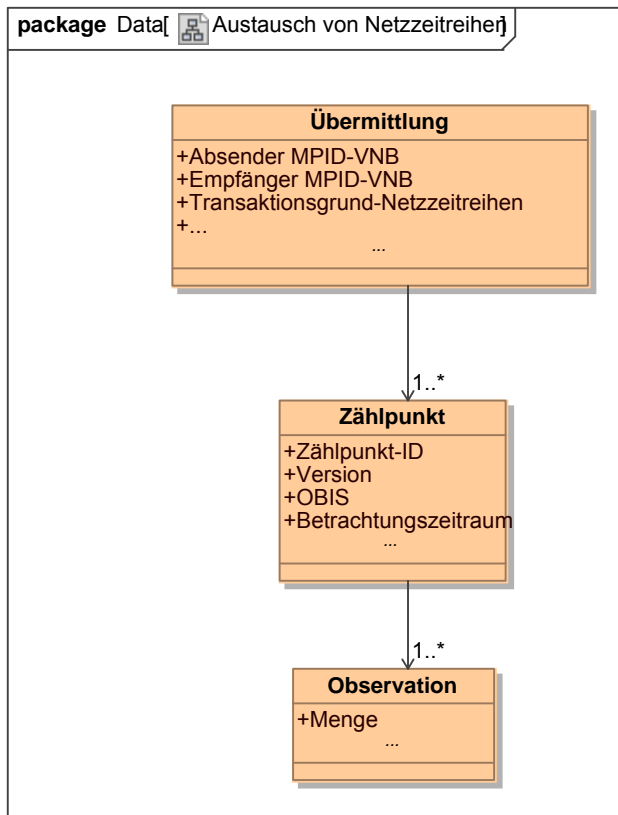 package Data[ Austausch von Netzzeitreihen]
Übermittlung
+Absender MPID-VNB
+Empfänger MPID-VNB
+Transaktionsgrund-Netzzeitreihen
+...
...
1..*
Zählpunkt
+Zählpunkt-ID
+Version
+OBIS
+Betrachtungszeitraum
...
1..*
Observation
+Menge
...